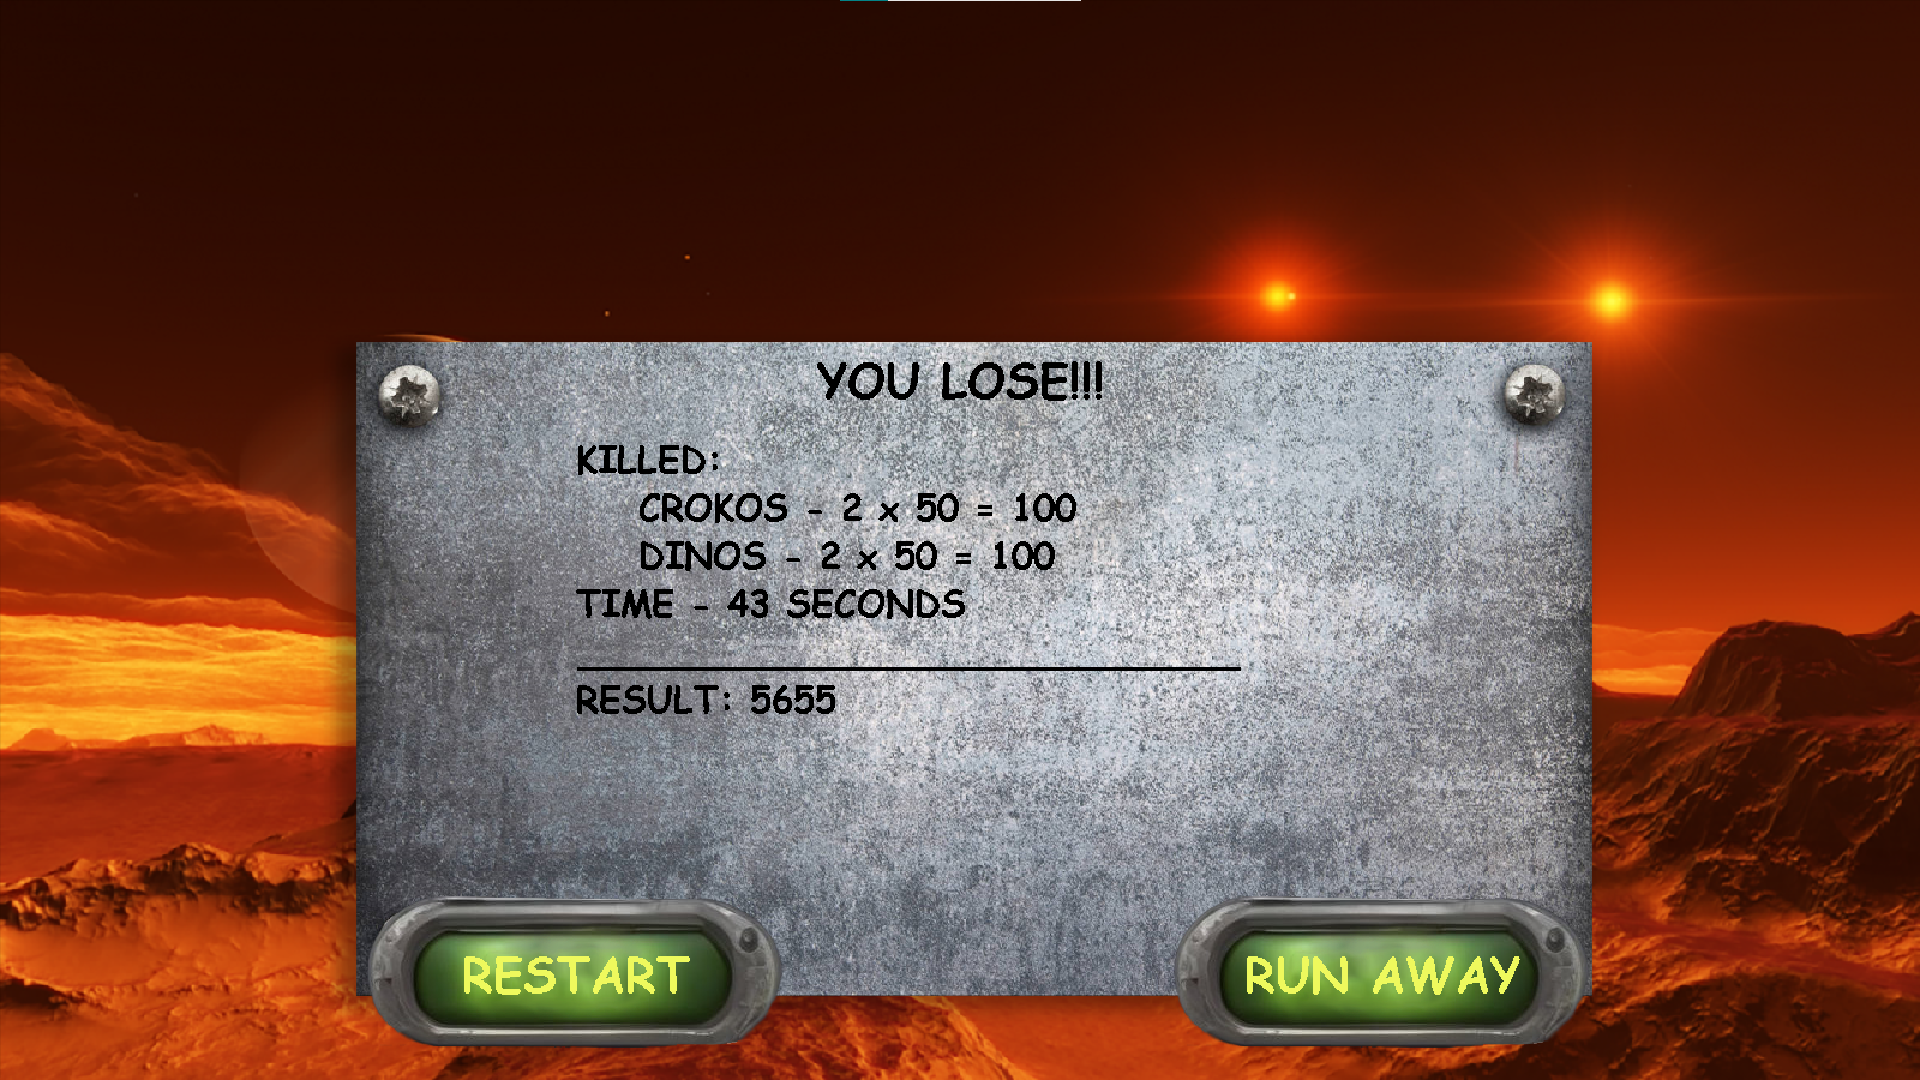 YOU LOSE!!!
KILLED:
CROKOS - 2 x 50 = 100
DINOS - 2 x 50 = 100
TIME - 43 SECONDS
RESULT: 5655
RESTART
RUN AWAY